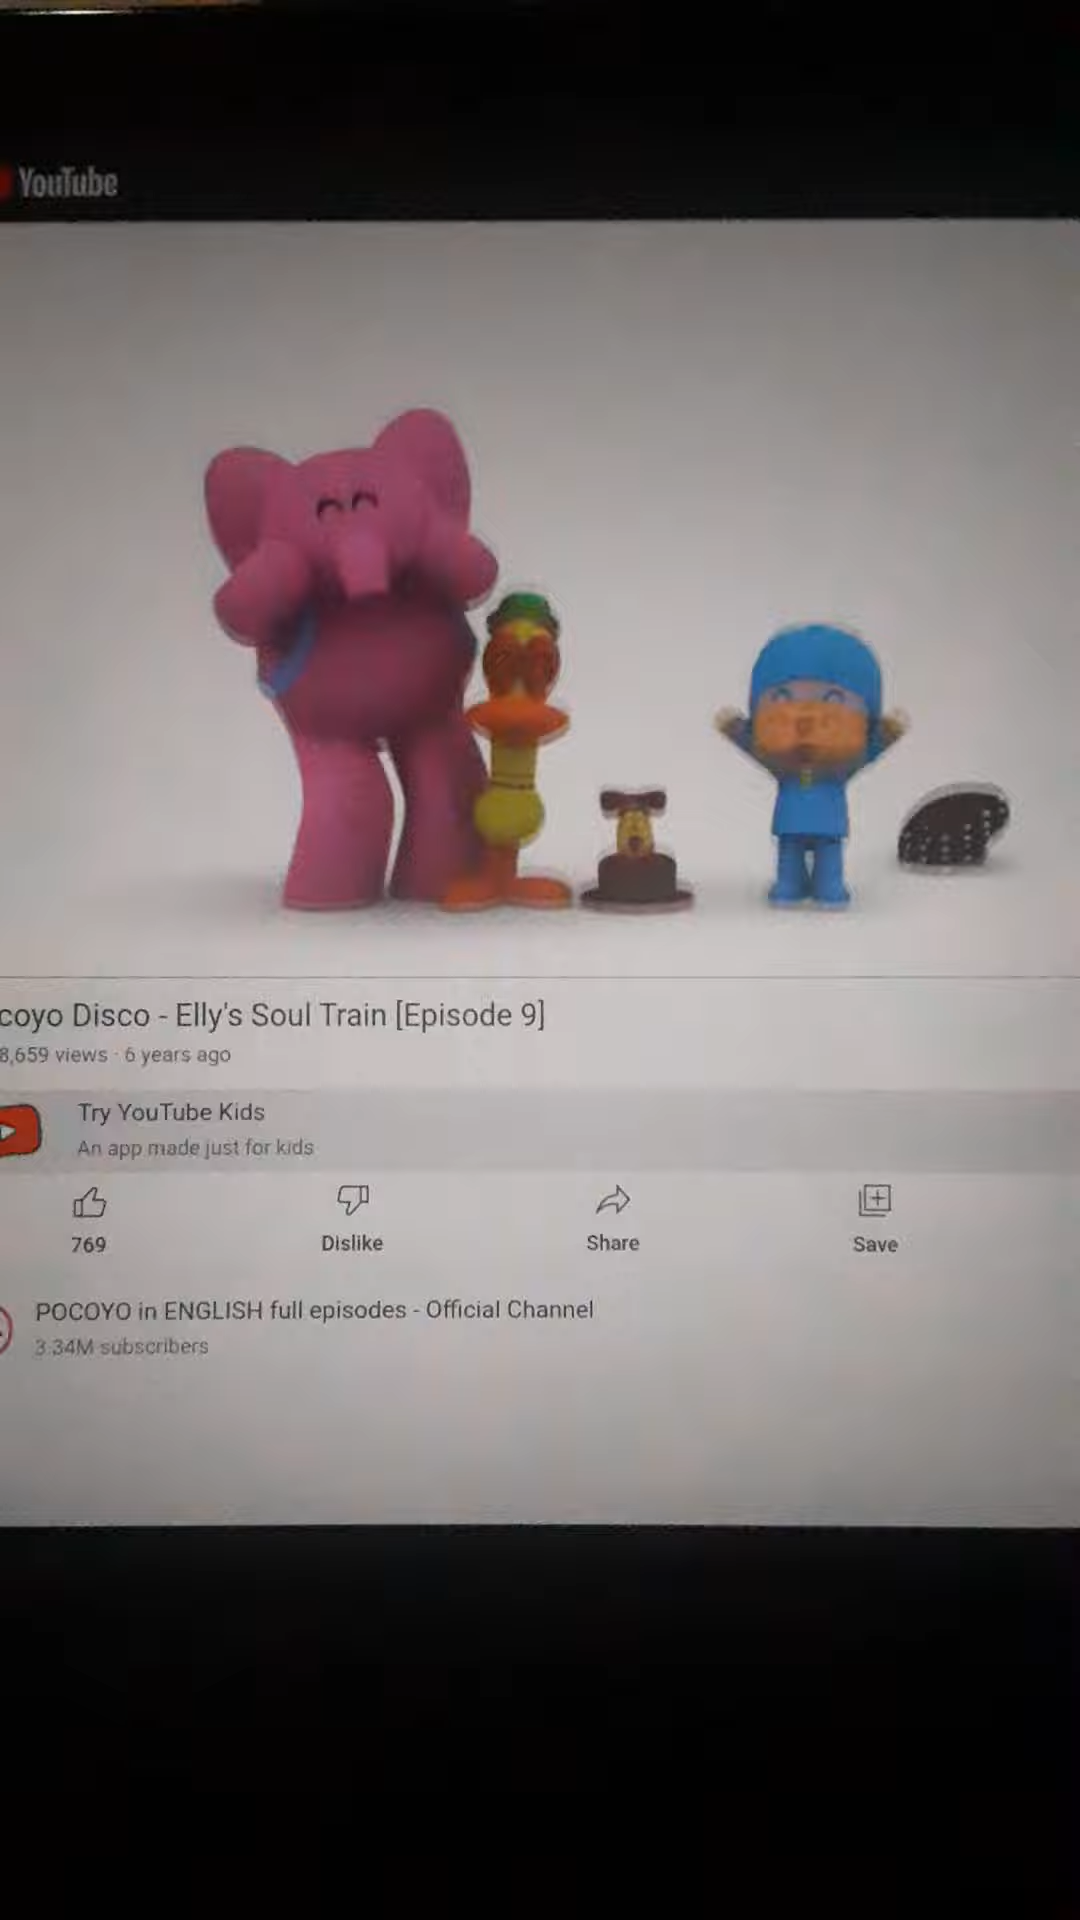 YouTube
coyo Disco - Elly's Soul Train [Episode 9]
8,659 views · 6 years ago
Try YouTube Kids
An app made just for kids
769
Dislike
Share
Save
POCOYO in ENGLISH full episodes - Official Channel
3.34M subscribers